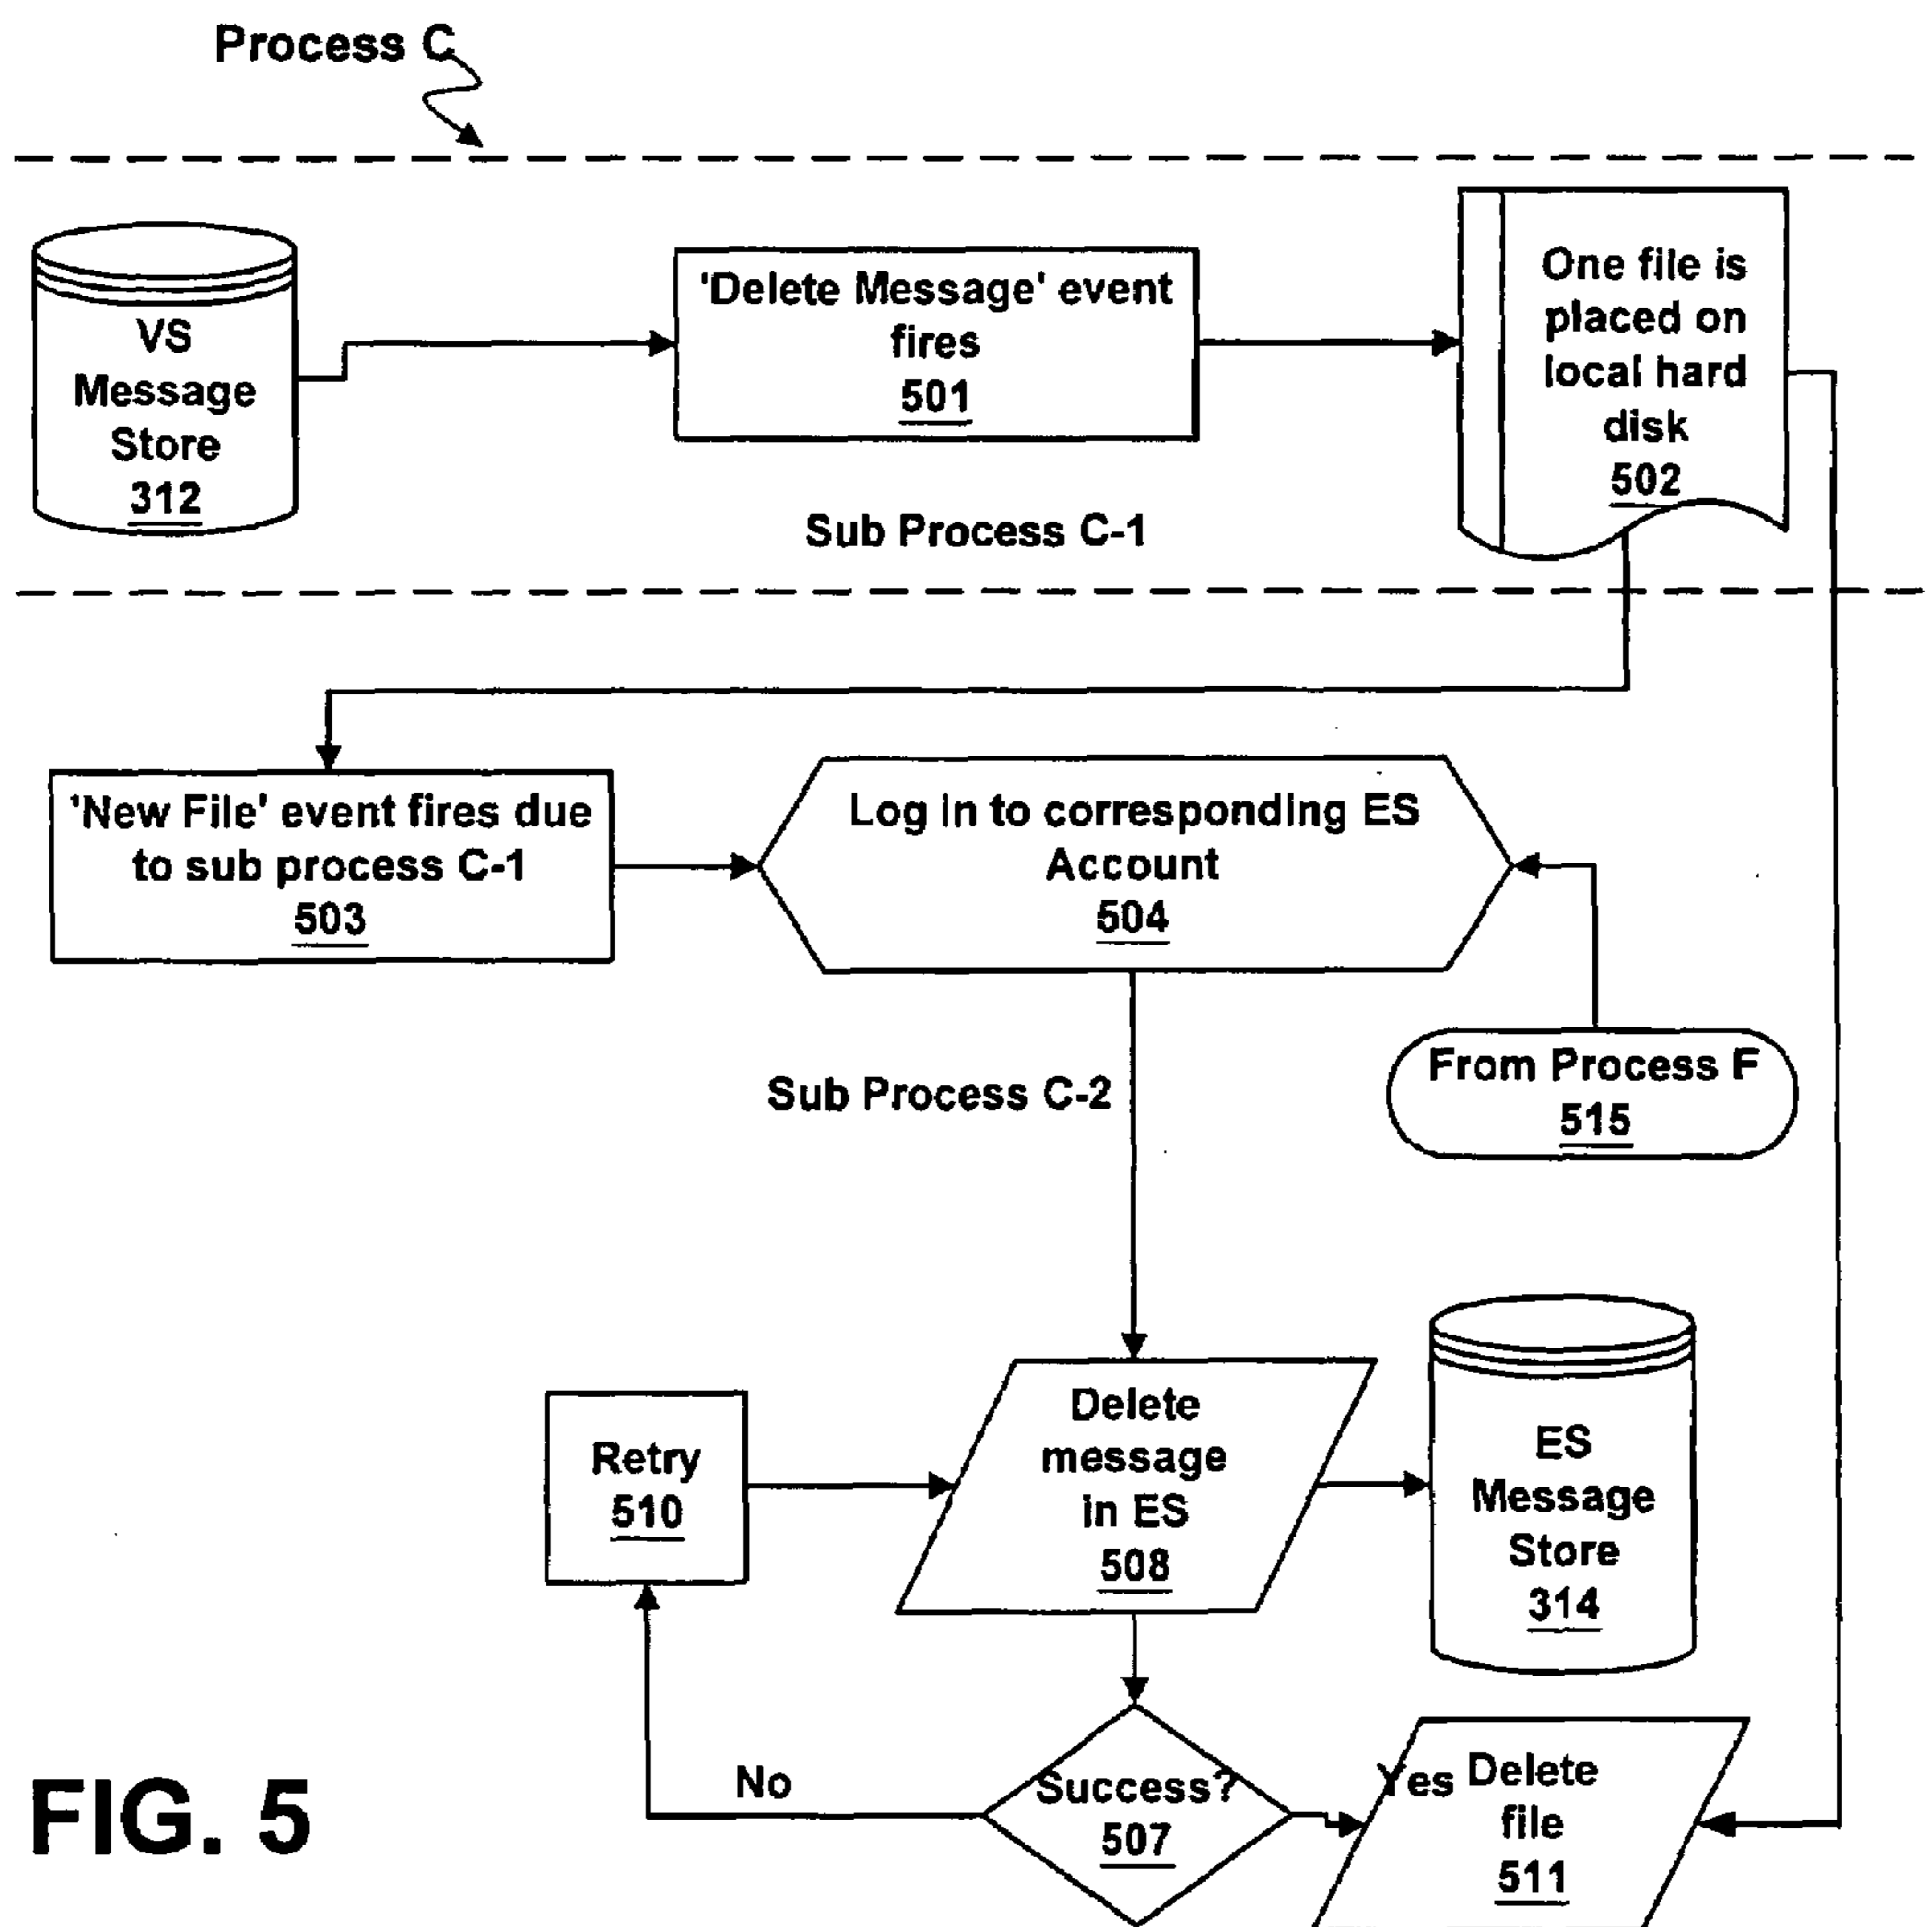 Process C
VS
Message
Store
312
'Delete Message' event
fires
501
One file is
placed on
local hard
disk
502
Sub Process C-1
'New File' event fires due
to sub process C-1
503
Log in to corresponding ES
Account
504
From Process F
515
Sub Process C-2
Retry
510
Delete
message
in ES
508
ES
Message
Store
314
No
Success?
507
Yes
Delete
file
511
FIG. 5